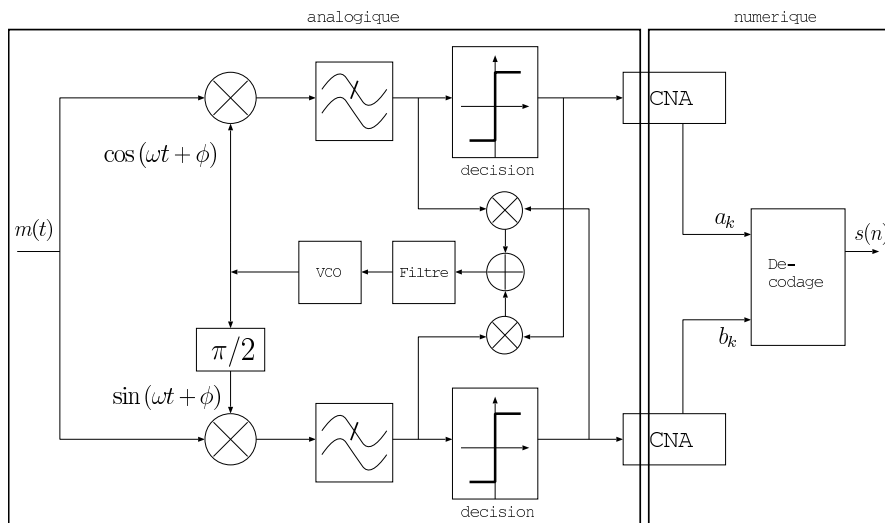 analogique
numerique
CNA
cos (ωt + ϕ)
decision
m(t)
a_k
s(n)
VCO
Filtre
De-
codage
π/2
b_k
sin (ωt + ϕ)
CNA
decision